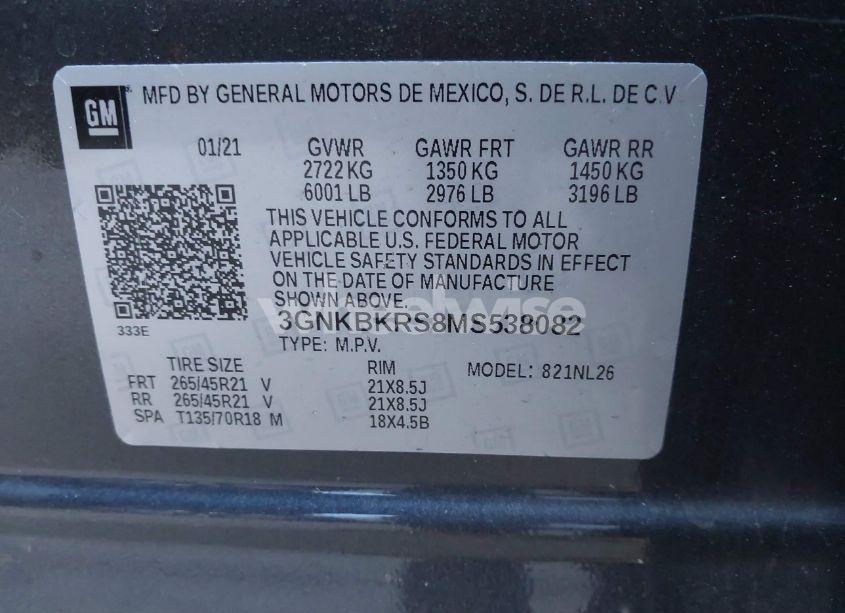 GM
MFD BY GENERAL MOTORS DE MEXICO, S. DE R.L. DE C.V
01/21 GVWR GAWR FRT GAWR RR
2722 KG 1350 KG 1450 KG
6001 LB 2976 LB 3196 LB
THIS VEHICLE CONFORMS TO ALL
APPLICABLE U.S. FEDERAL MOTOR
VEHICLE SAFETY STANDARDS IN EFFECT
ON THE DATE OF MANUFACTURE
SHOWN ABOVE.
333E
3GNKBKRS8MS538082
TYPE: M.P.V.
TIRE SIZE RIM MODEL: 821NL26
FRT 265/45R21 V 21X8.5J
RR 265/45R21 V 21X8.5J
SPA T135/70R18 M 18X4.5B